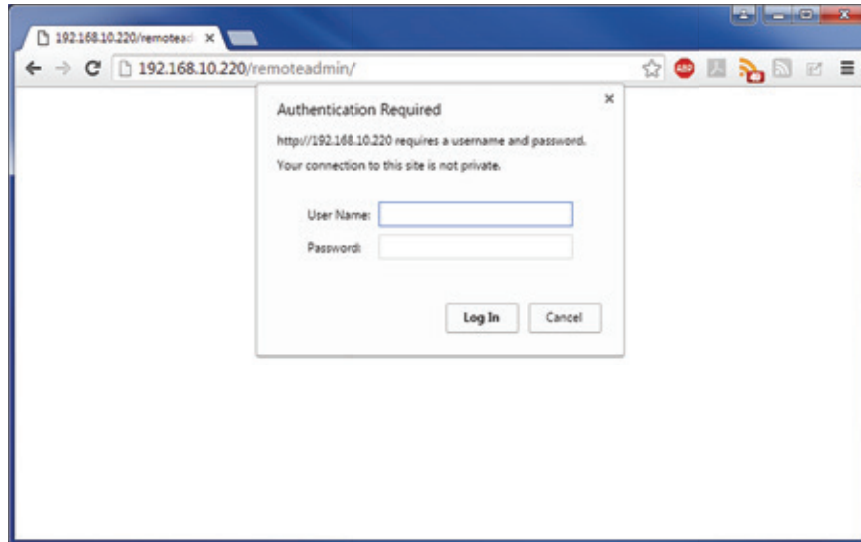 192.168.10.220/remotead
192.168.10.220/remoteadmin/
ABP
Authentication Required
http://192.168.10.220 requires a username and password.
Your connection to this site is not private.
User Name:
Password:
Log In
Cancel